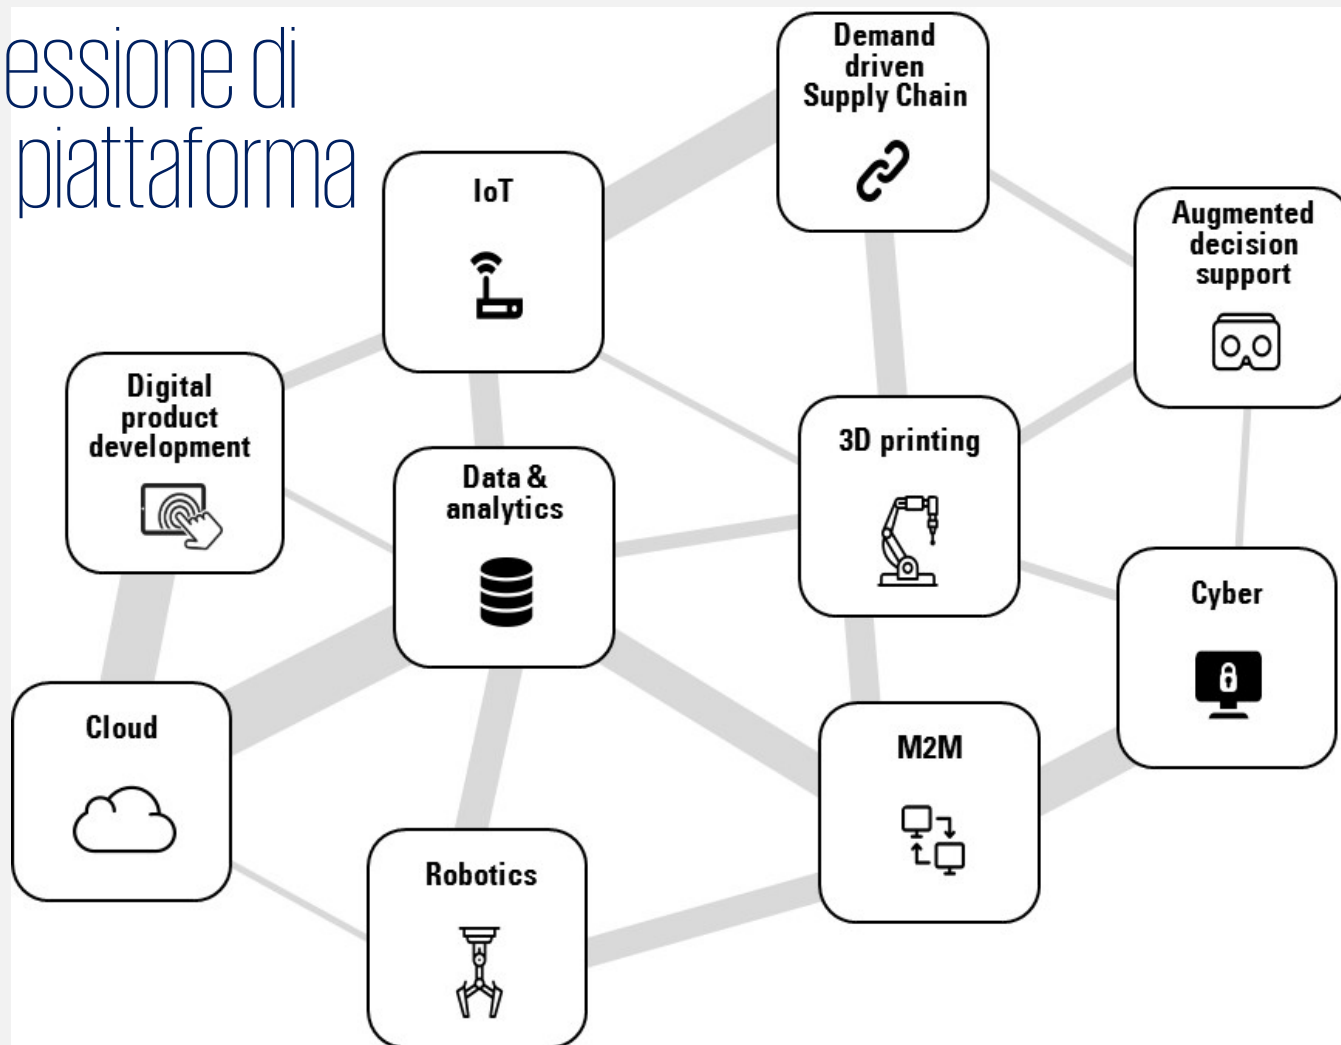 essione di
piattaforma
Demand
driven
Supply Chain
IoT
Augmented
decision
support
Digital
product
development
3D printing
Data &
analytics
Cyber
Cloud
M2M
Robotics